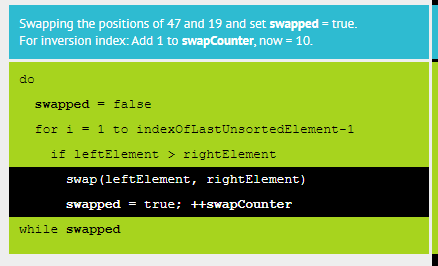 Swapping the positions of 47 and 19 and set swapped = true.
For inversion index: Add 1 to swapCounter, now = 10.
do
swapped = false
for i = 1 to indexOfLastUnsortedElement-1
if leftElement > rightElement
swap(leftElement, rightElement)
swapped = true; ++swapCounter
while swapped